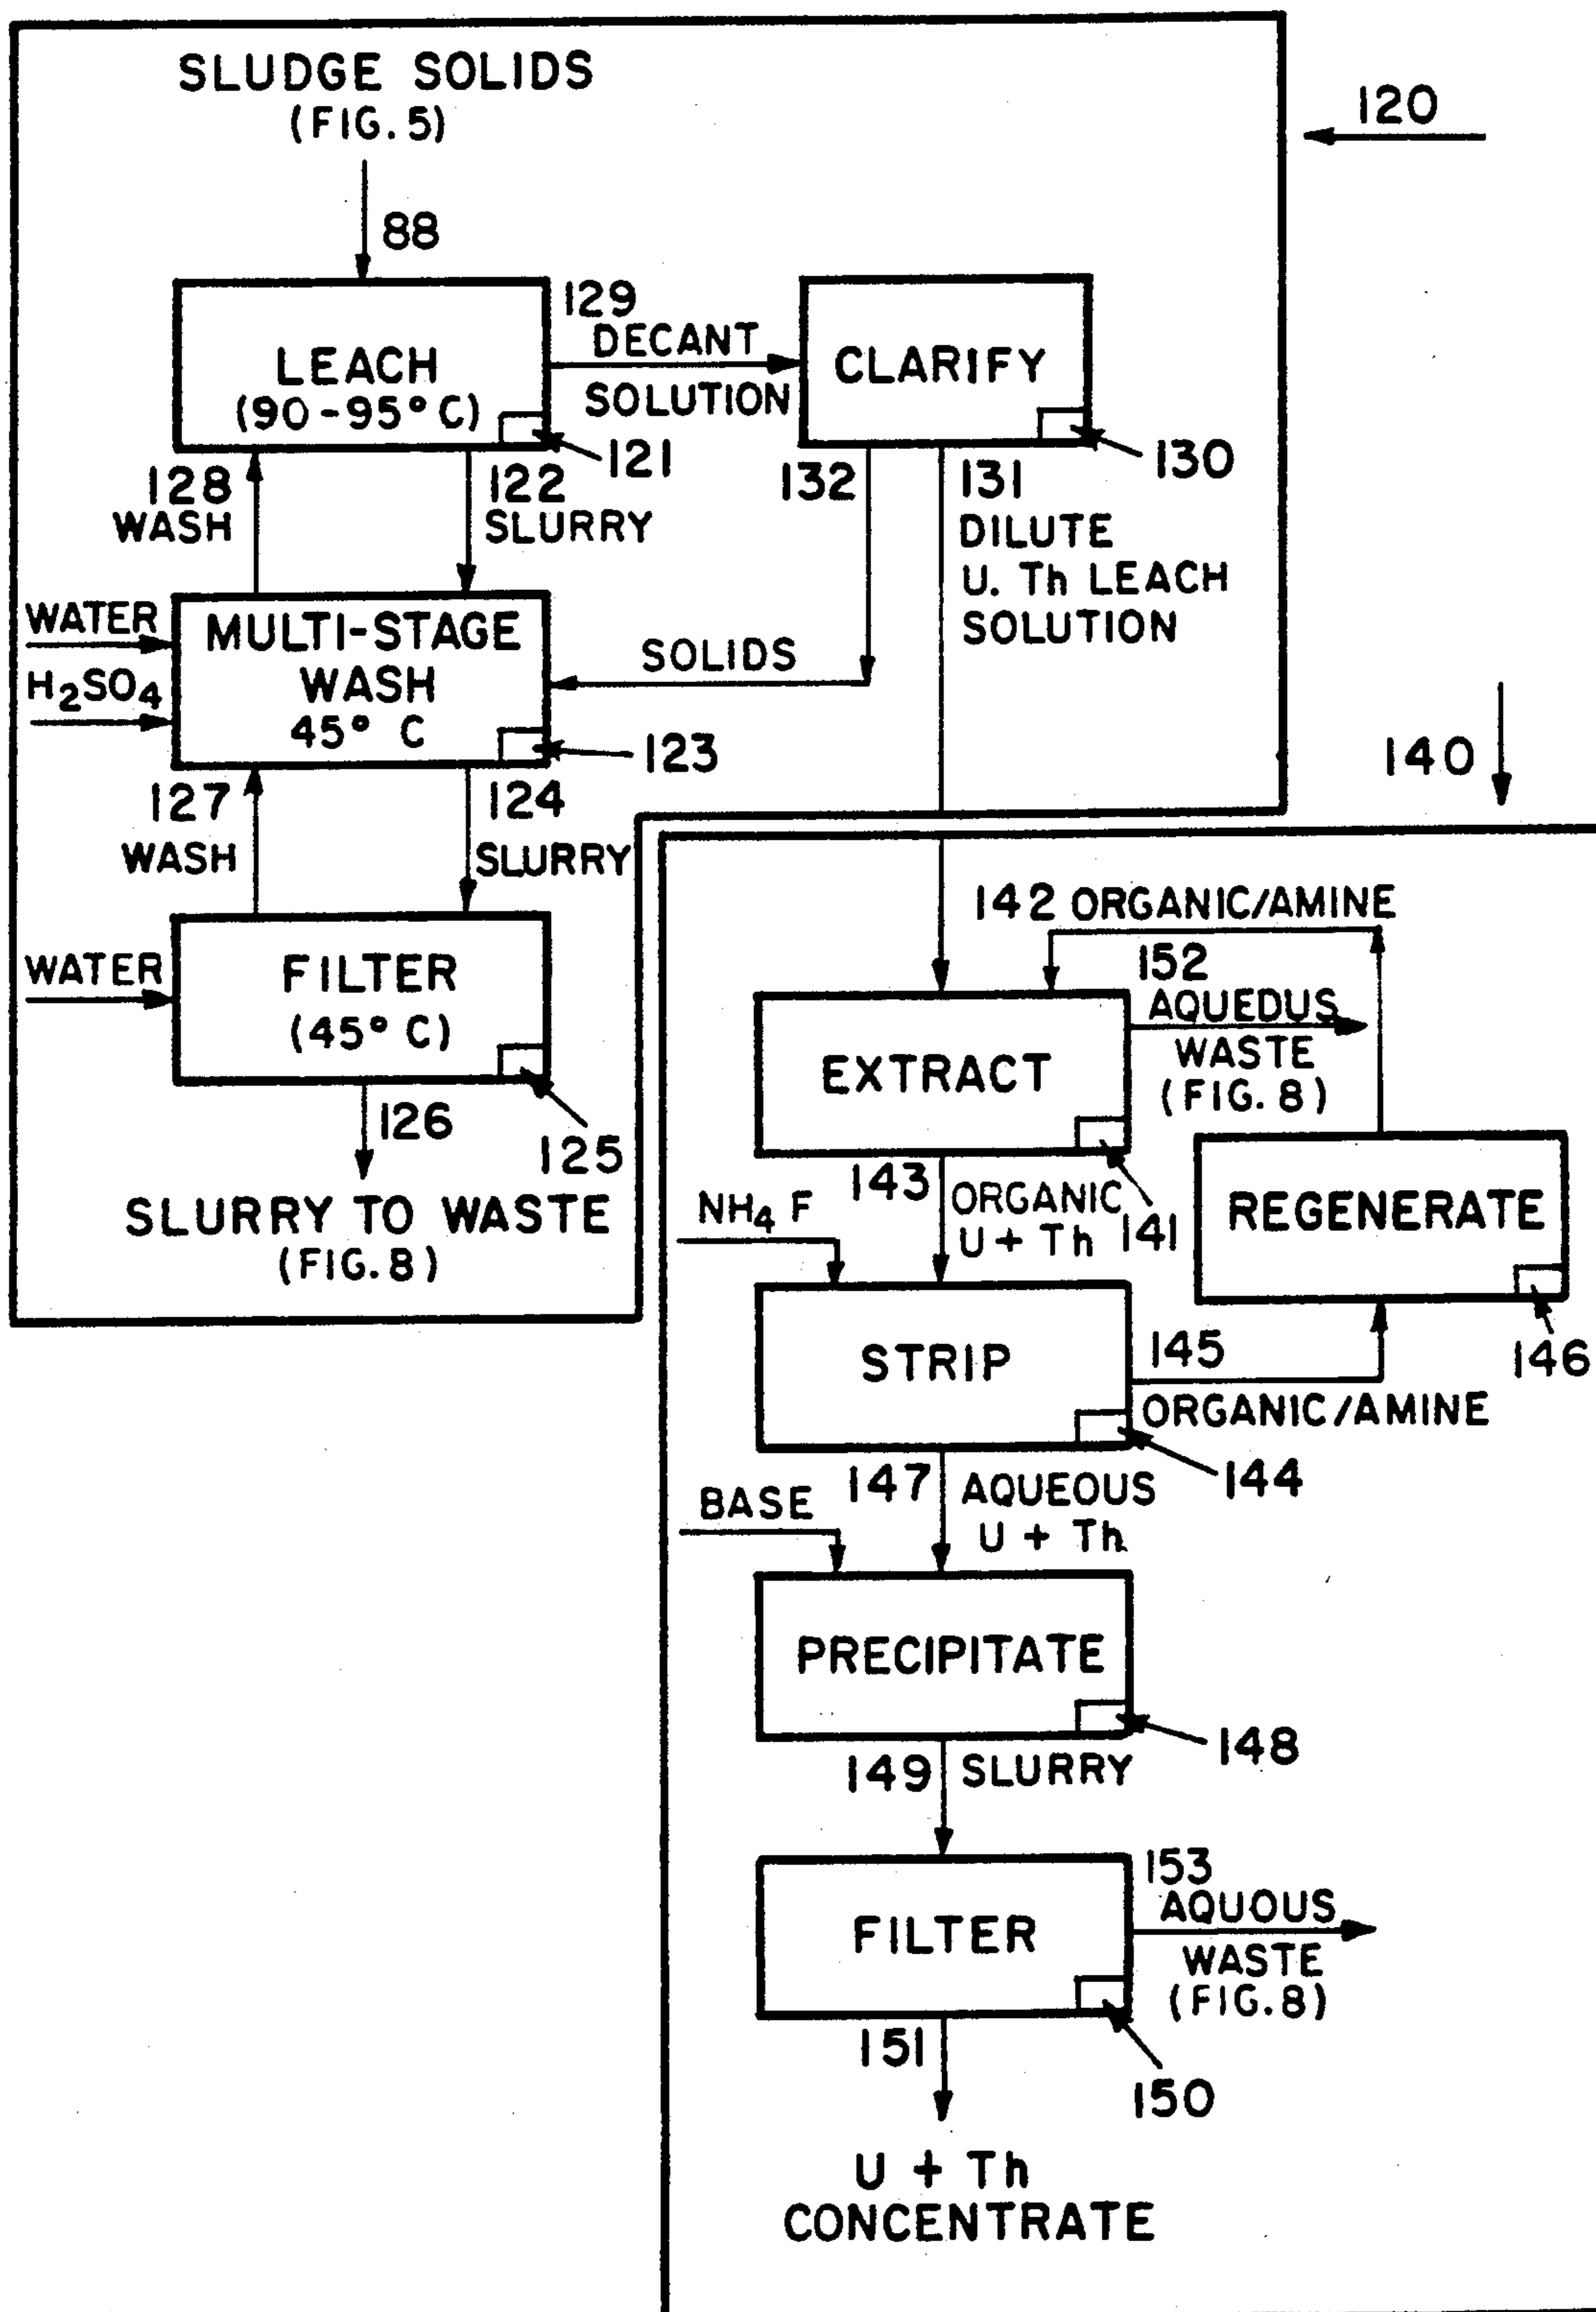 SLUDGE SOLIDS
(FIG. 5)
120
88
129
DECANT
SOLUTION
LEACH
(90-95°C)
121
CLARIFY
130
128
WASH
122
SLURRY
132
131
DILUTE
U. Th LEACH
SOLUTION
WATER
H2SO4
MULTI-STAGE
WASH
45° C
SOLIDS
123
140
127
WASH
124
SLURRY
WATER
FILTER
(45° C)
126
125
SLURRY TO WASTE
(FIG. 8)
142 ORGANIC/AMINE
152
AQUEDUS
WASTE
(FIG. 8)
EXTRACT
141
143
ORGANIC
U + Th
NH4 F
REGENERATE
146
STRIP
145
ORGANIC/AMINE
144
147
AQUEOUS
U + Th
BASE
PRECIPITATE
148
149
SLURRY
153
AQUOUS
WASTE
(FIG. 8)
FILTER
150
151
U + Th
CONCENTRATE